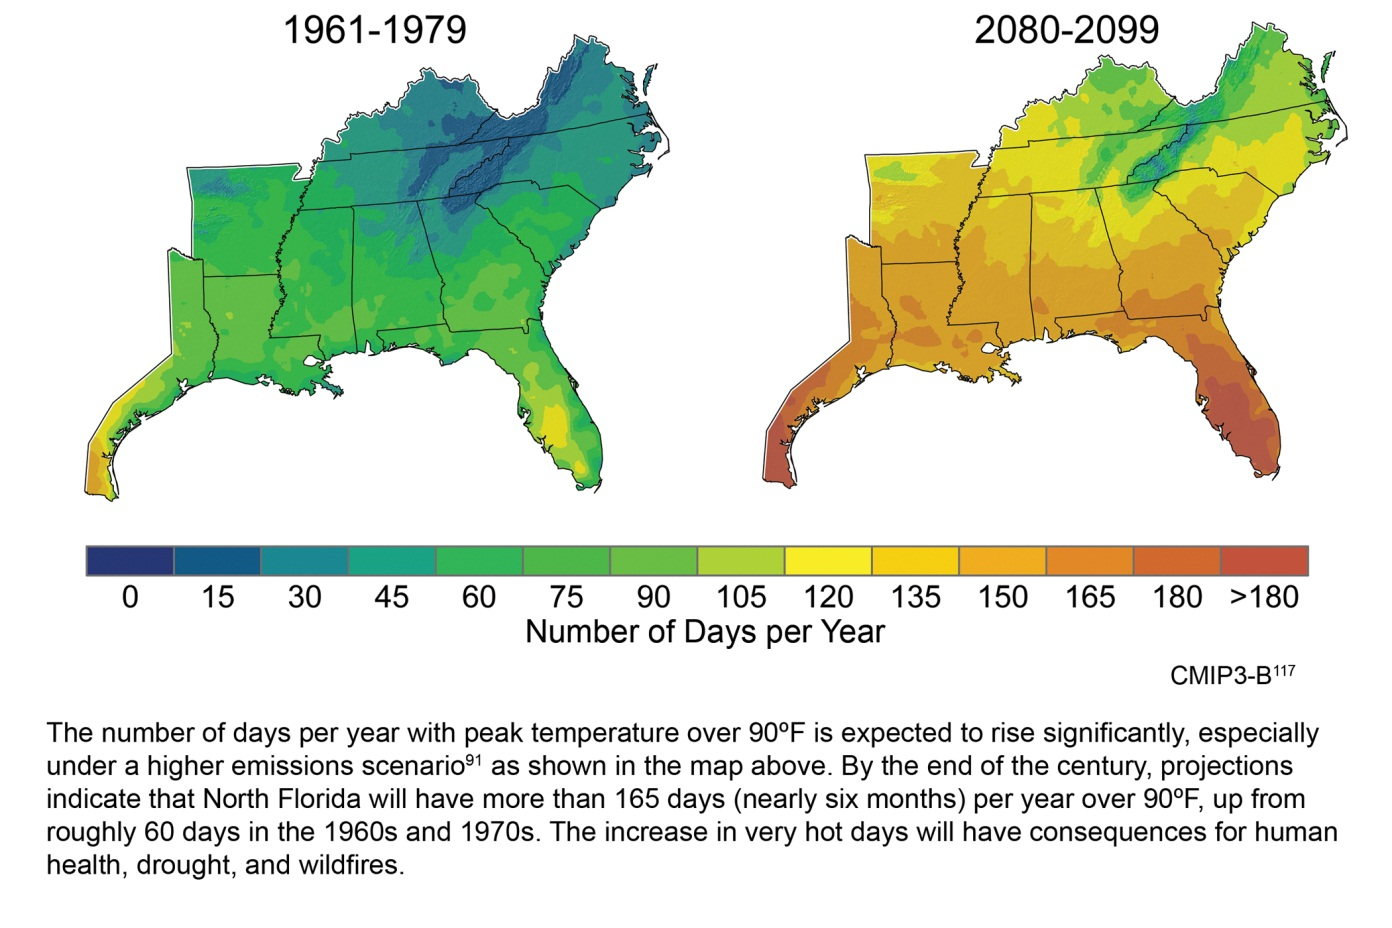 1961-1979
2080-2099
0 15 30 45 60 75 90 105 120 135 150 165 180 >180
Number of Days per Year
CMIP3-B¹¹⁷
The number of days per year with peak temperature over 90ºF is expected to rise significantly, especially
under a higher emissions scenario⁹¹ as shown in the map above. By the end of the century, projections
indicate that North Florida will have more than 165 days (nearly six months) per year over 90ºF, up from
roughly 60 days in the 1960s and 1970s. The increase in very hot days will have consequences for human
health, drought, and wildfires.